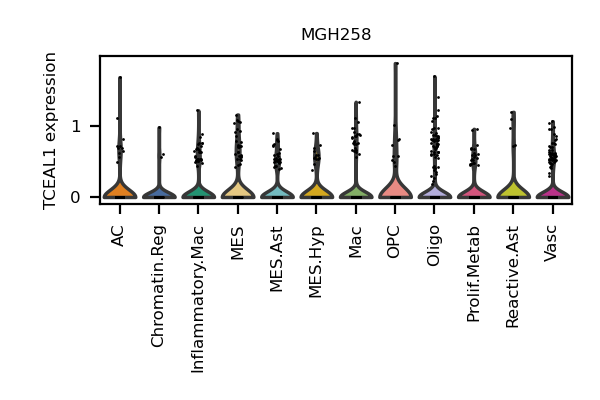 MGH258
TCEAL1 expression
1
0
AC
Chromatin.Reg
Inflammatory.Mac
MES
MES.Ast
MES.Hyp
Mac
OPC
Oligo
Prolif.Metab
Reactive.Ast
Vasc